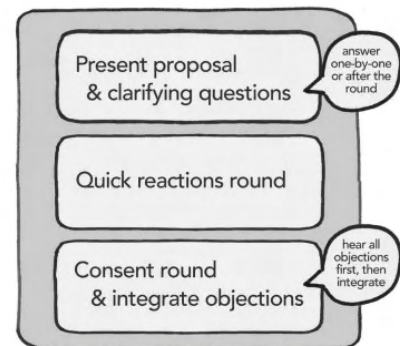 Present proposal
& clarifying questions
answer
one-by-one
or after the
round
Quick reactions round
Consent round
& integrate objections
hear all
objections
first, then
integrate